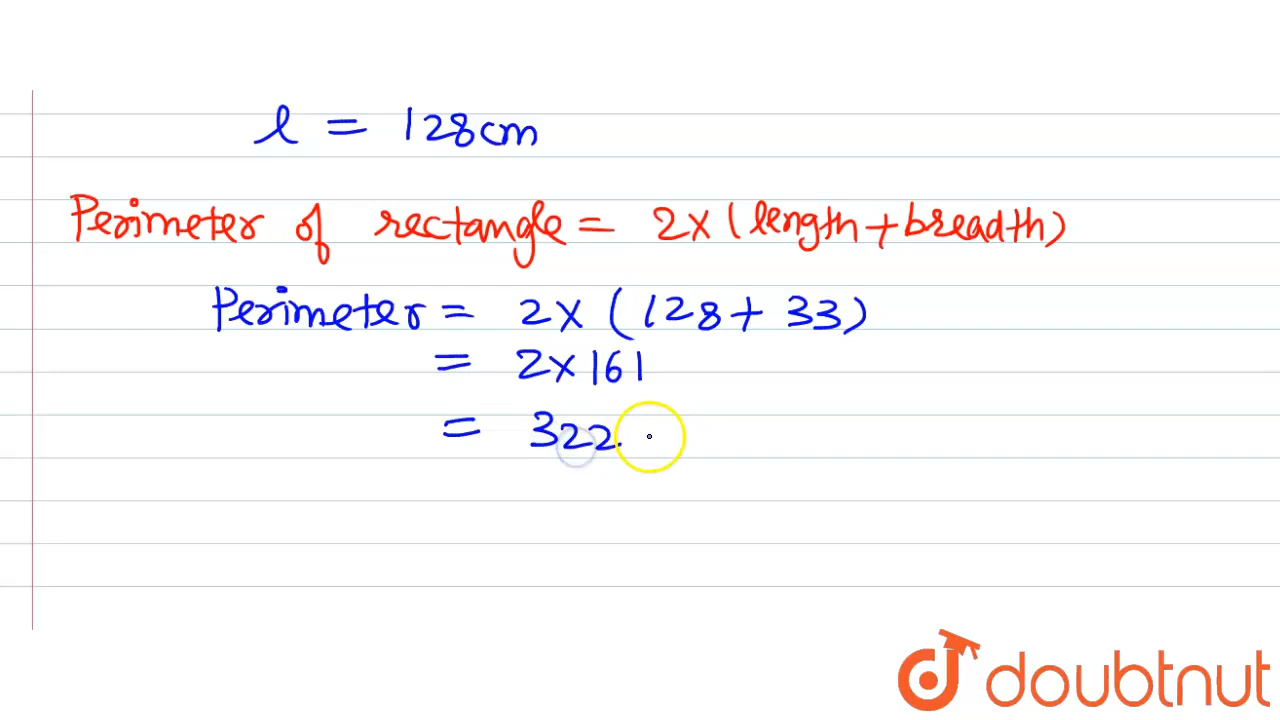 l = 128cm
Perimeter of rectangle = 2x (length + breadth)
Perimeter = 2x (128 + 33)
= 2x161
= 322.
doubtnut